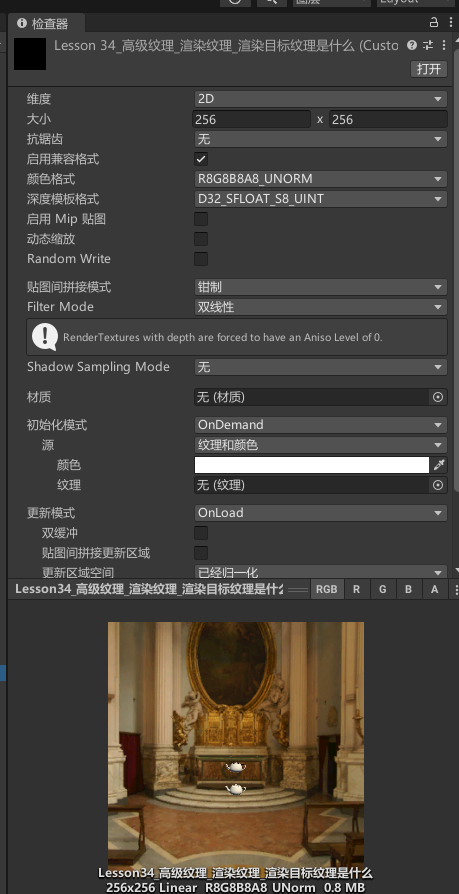 图层
Layout
检查器
Lesson 34_高级纹理_渲染纹理_渲染目标纹理是什么 (Custo
打开
维度 2D
大小 256 x 256
抗锯齿 无
启用兼容格式
颜色格式 R8G8B8A8_UNORM
深度模板格式 D32_SFLOAT_S8_UINT
启用 Mip 贴图
动态缩放
Random Write
贴图间拼接模式 钳制
Filter Mode 双线性
RenderTextures with depth are forced to have an Aniso Level of 0.
Shadow Sampling Mode 无
材质 无 (材质)
初始化模式 OnDemand
源 纹理和颜色
颜色
纹理 无 (纹理)
更新模式 OnLoad
双缓冲
贴图间拼接更新区域
更新区域空间 已经归一化
Lesson34_高级纹理_渲染纹理_渲染目标纹理是什么 RGB R G B A
Lesson34_高级纹理_渲染纹理_渲染目标纹理是什么
256x256 Linear R8G8B8A8 UNorm 0.8 MB